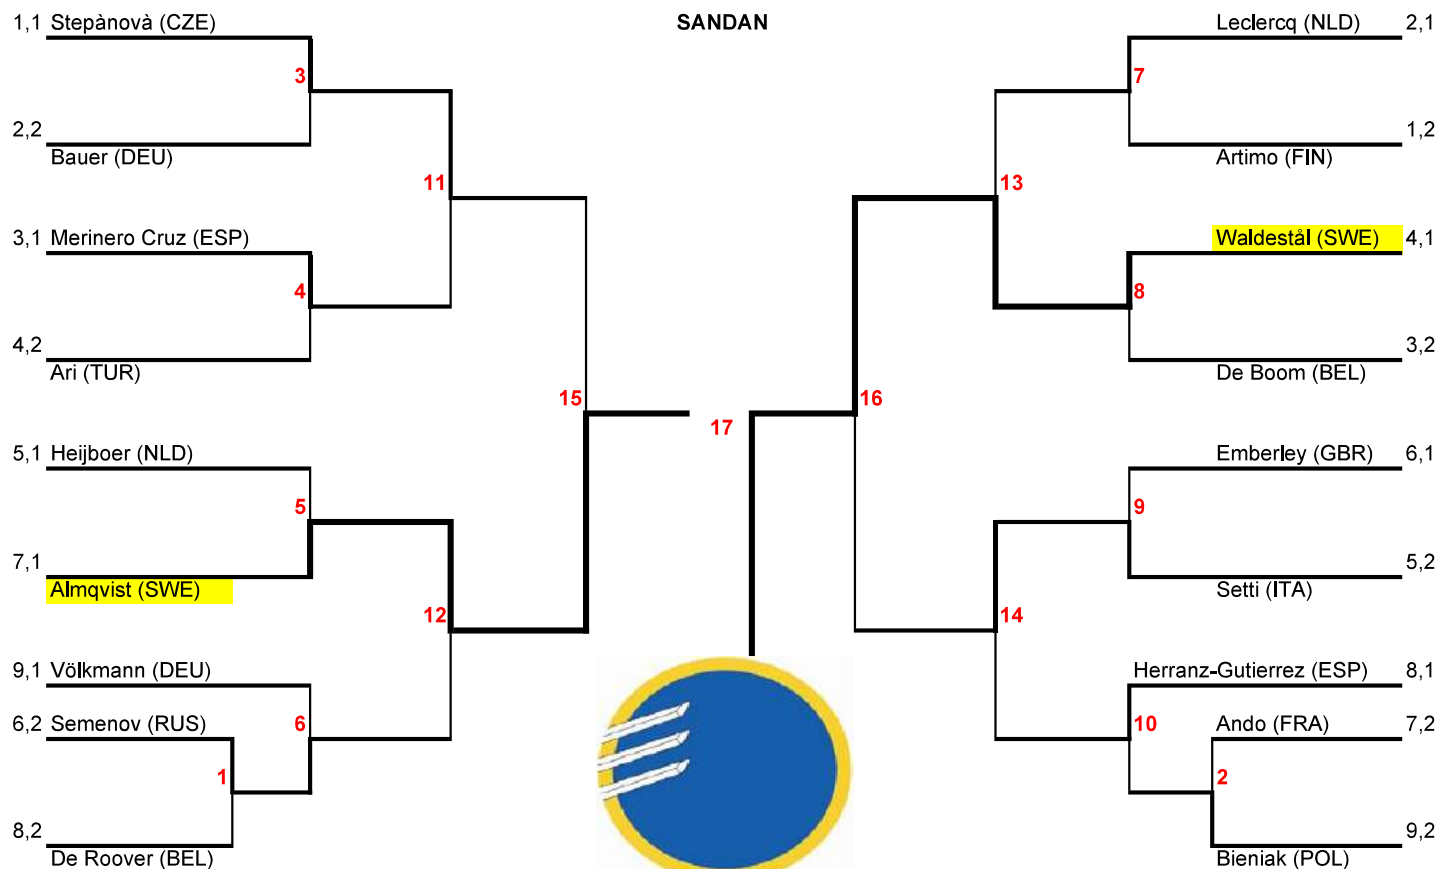 SANDAN
1,1 Stepànovà (CZE)
3
2,2
Bauer (DEU)
11
3,1 Merinero Cruz (ESP)
4
4,2
Ari (TUR)
15
5,1 Heijboer (NLD)
5
7,1
Almqvist (SWE)
12
9,1 Völkmann (DEU)
6,2 Semenov (RUS)
6
1
8,2
De Roover (BEL)
17
Leclercq (NLD) 2,1
7
1,2
Artimo (FIN)
13
Waldestål (SWE) 4,1
8
3,2
De Boom (BEL)
16
Emberley (GBR) 6,1
9
5,2
Setti (ITA)
14
Herranz-Gutierrez (ESP) 8,1
10
Ando (FRA) 7,2
2
9,2
Bieniak (POL)